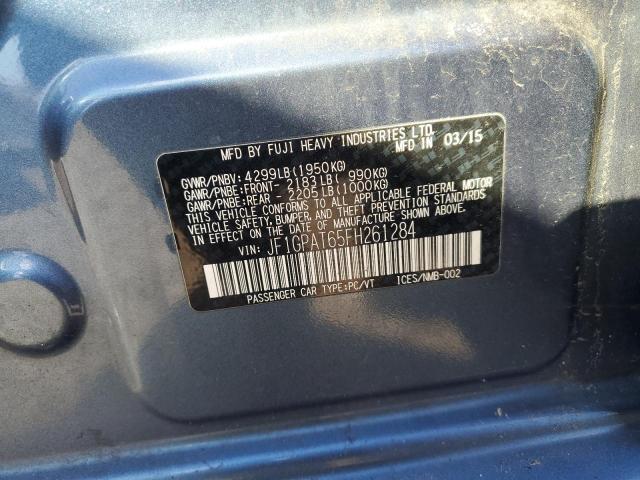 MFD BY FUJI HEAVY INDUSTRIES LTD.
MFD IN 03/15
GVWR/PNBV: 4299LB(1950KG)
GAWR/PNBE:FRONT- 2183LB( 990KG)
GAWR/PNBE:REAR - 2205LB(1000KG)
THIS VEHICLE CONFORMS TO ALL APPLICABLE FEDERAL MOTOR
VEHICLE SAFETY, BUMPER, AND THEFT PREVENTION STANDARDS
IN EFFECT ON THE DATE OF MANUFACTURE SHOWN ABOVE.
VIN: JF1GPAT65FH261284
PASSENGER CAR TYPE:PC/VT ICES/NMB-002